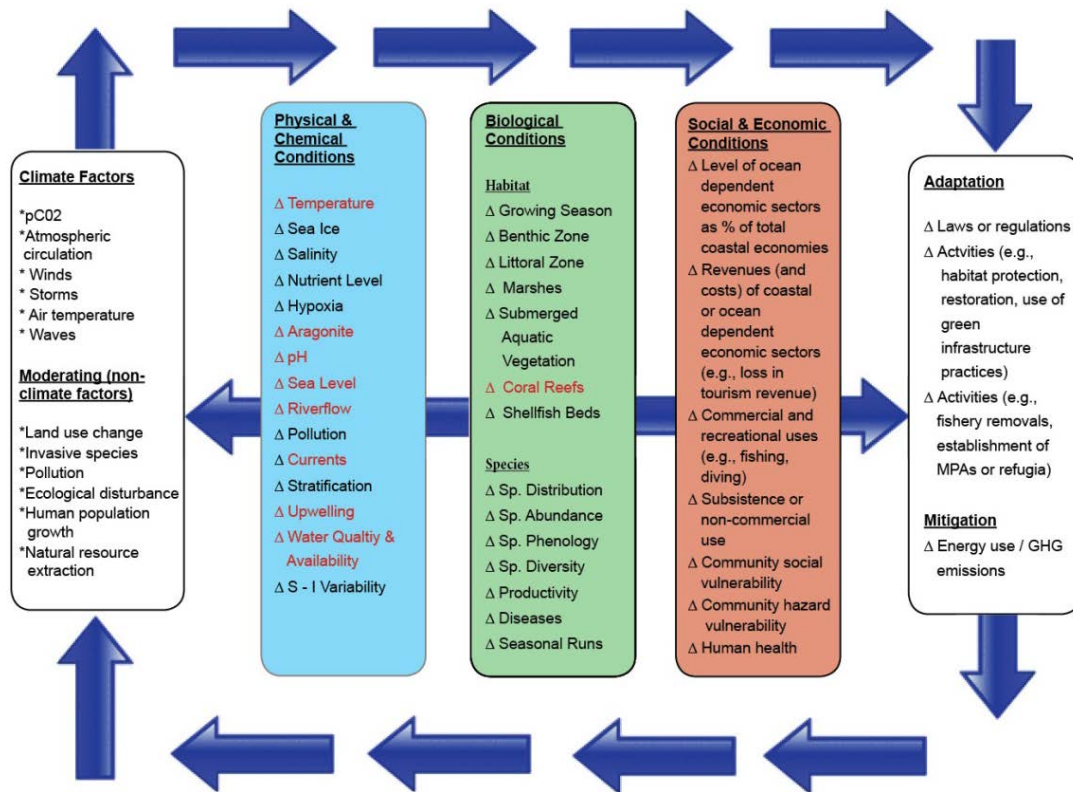 Climate Factors
*pC02
*Atmospheric
circulation
* Winds
* Storms
* Air temperature
* Waves
Moderating (non-
climate factors)
*Land use change
*Invasive species
*Pollution
*Ecological disturbance
*Human population
growth
*Natural resource
extraction
Physical &
Chemical
Conditions
Δ Temperature
Δ Sea Ice
Δ Salinity
Δ Nutrient Level
Δ Hypoxia
Δ Aragonite
Δ pH
Δ Sea Level
Δ Riverflow
Δ Pollution
Δ Currents
Δ Stratification
Δ Upwelling
Δ Water Qualtiy &
Availability
Δ S - I Variability
Biological
Conditions
Habitat
Δ Growing Season
Δ Benthic Zone
Δ Littoral Zone
Δ Marshes
Δ Submerged
Aquatic
Vegetation
Δ Coral Reefs
Δ Shellfish Beds
Species
Δ Sp. Distribution
Δ Sp. Abundance
Δ Sp. Phenology
Δ Sp. Diversity
Δ Productivity
Δ Diseases
Δ Seasonal Runs
Social & Economic
Conditions
Δ Level of ocean
dependent
economic sectors
as % of total
coastal economies
Δ Revenues (and
costs) of coastal
or ocean
dependent
economic sectors
(e.g., loss in
tourism revenue)
Δ Commercial and
recreational uses
(e.g., fishing,
diving)
Δ Subsistence or
non-commercial
use
Δ Community social
vulnerability
Δ Community hazard
vulnerability
Δ Human health
Adaptation
Δ Laws or regulations
Δ Actvities (e.g.,
habitat protection,
restoration, use of
green
infrastructure
practices)
Δ Activities (e.g.,
fishery removals,
establishment of
MPAs or refugia)
Mitigation
Δ Energy use / GHG
emissions